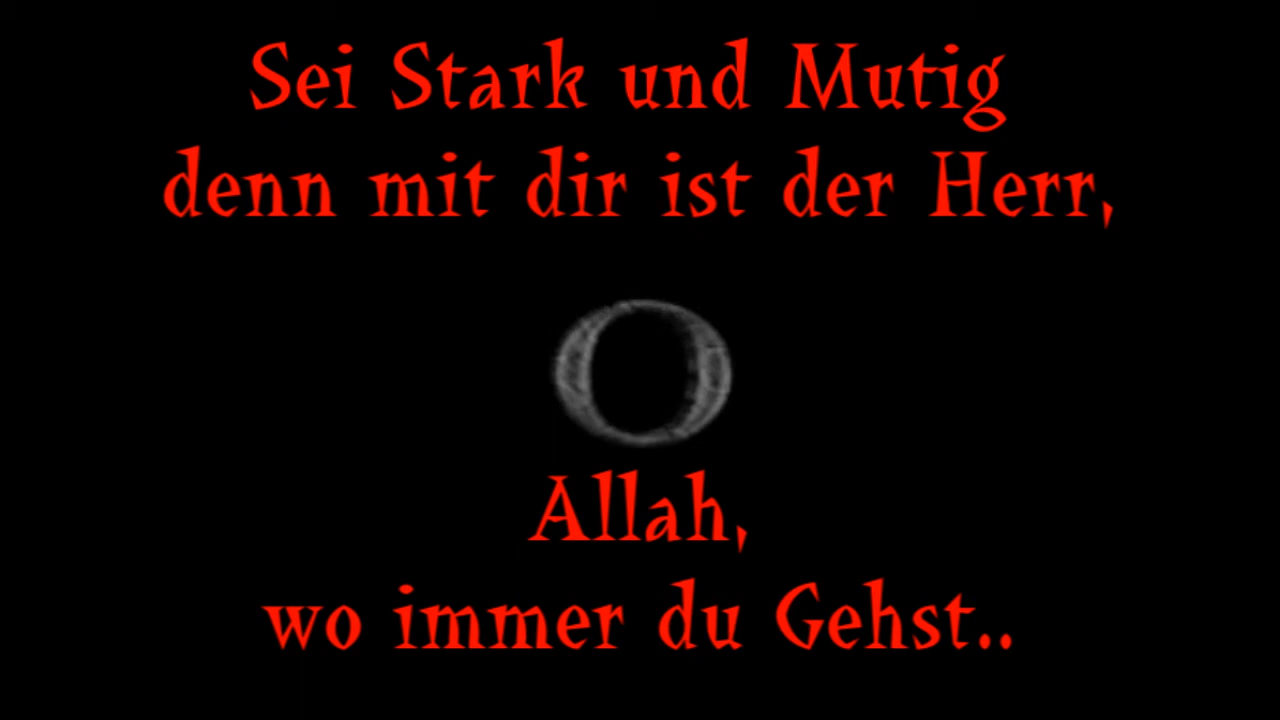 Sei Stark und Mutig
denn mit dir ist der Herr,
O
Allah,
wo immer du Gehst..